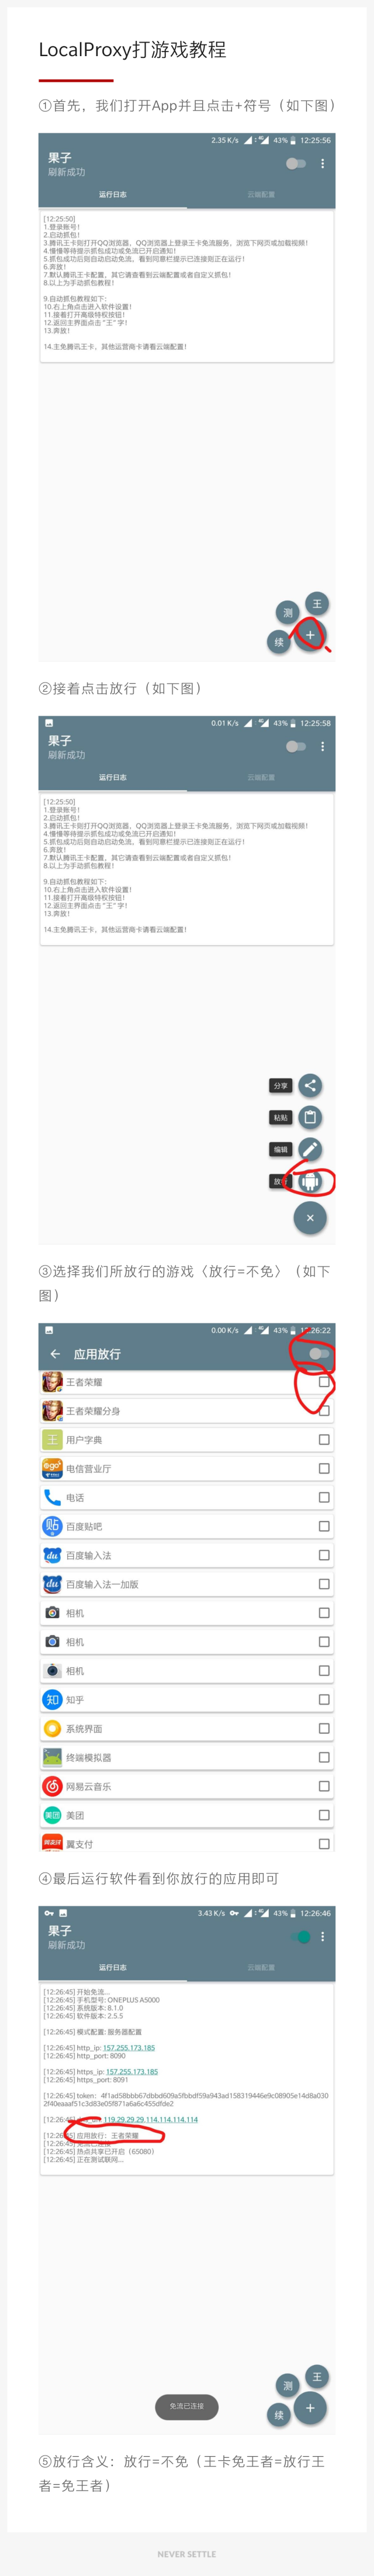 LocalProxy打游戏教程
①首先，我们打开App并且点击+符号（如下图）
2.35 K/s 43% 12:25:56
果子
刷新成功
运行日志 云端配置
[12:25:50]
1.登录账号！
2.启动抓包！
3.腾讯王卡则打开QQ浏览器，QQ浏览器上登录王卡免流服务，浏览下网页或加载视频！
4.慢慢等待提示抓包成功或免流已开启通知！
5.抓包成功后则自动启动免流，看到同意栏提示已连接则正在运行！
6.奔放！
7.默认腾讯王卡配置，其它请查看到云端配置或者自定义抓包！
8.以上为手动抓包教程！
9.自动抓包教程如下：
10.右上角点击进入软件设置！
11.接着打开高级特权按钮！
12.返回主界面点击 “王” 字！
13.奔放！
14.主免腾讯王卡，其他运营商卡请看云端配置！
王
测
+
续
②接着点击放行（如下图）
0.01 K/s 43% 12:25:58
果子
刷新成功
运行日志 云端配置
[12:25:50]
1.登录账号！
2.启动抓包！
3.腾讯王卡则打开QQ浏览器，QQ浏览器上登录王卡免流服务，浏览下网页或加载视频！
4.慢慢等待提示抓包成功或免流已开启通知！
5.抓包成功后则自动启动免流，看到同意栏提示已连接则正在运行！
6.奔放！
7.默认腾讯王卡配置，其它请查看到云端配置或者自定义抓包！
8.以上为手动抓包教程！
9.自动抓包教程如下：
10.右上角点击进入软件设置！
11.接着打开高级特权按钮！
12.返回主界面点击 “王” 字！
13.奔放！
14.主免腾讯王卡，其他运营商卡请看云端配置！
分享
粘贴
编辑
放
③选择我们所放行的游戏〈放行=不免〉（如下
图）
0.00 K/s 43% 12:26:22
应用放行
王者荣耀
王者荣耀分身
王 用户字典
电信营业厅
电话
贴 百度贴吧
du 百度输入法
du 百度输入法一加版
相机
相机
相机
知 知乎
系统界面
终端模拟器
网易云音乐
美团 美团
翼支付
④最后运行软件看到你放行的应用即可
3.43 K/s 43% 12:26:46
果子
刷新成功
运行日志 云端配置
[12:26:45] 开始免流...
[12:26:45] 手机型号: ONEPLUS A5000
[12:26:45] 系统版本: 8.1.0
[12:26:45] 软件版本: 2.5.5
[12:26:45] 模式配置: 服务器配置
[12:26:45] http_ip: 157.255.173.185
[12:26:45] http_port: 8090
[12:26:45] https_ip: 157.255.173.185
[12:26:45] https_port: 8091
[12:26:45] token: 4f1ad58bbb67dbbd609a5fbbdf59a943ad158319446e9c08905e14d8a030
2f40eaaaf51c3d83e05f871a6a6c455dfde2
[12:26:45] 119.29.29.29,114.114.114.114
[12:26:45] 应用放行：王者荣耀
[12:26:45] 免流已连接
[12:26:45] 热点共享已开启（65080）
[12:26:45] 正在测试联网...
王
测
+
续
免流已连接
⑤放行含义：放行=不免（王卡免王者=放行王
者=免王者）
NEVER SETTLE